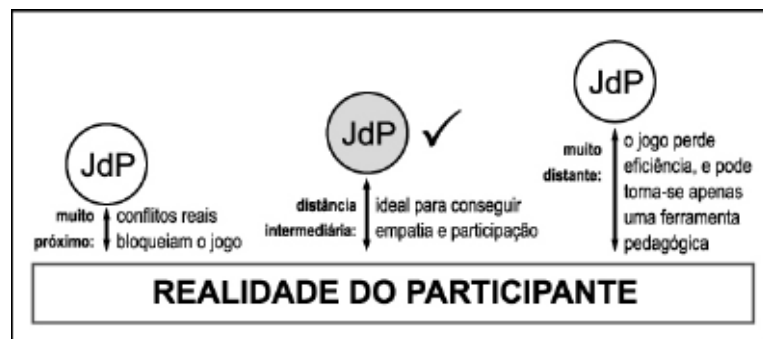 JdP
muito
próximo:
conflitos reais
bloqueiam o jogo
JdP
distância
intermediária:
ideal para conseguir
empatia e participação
JdP
muito
distante:
o jogo perde
eficiência, e pode
torna-se apenas
uma ferramenta
pedagógica
REALIDADE DO PARTICIPANTE